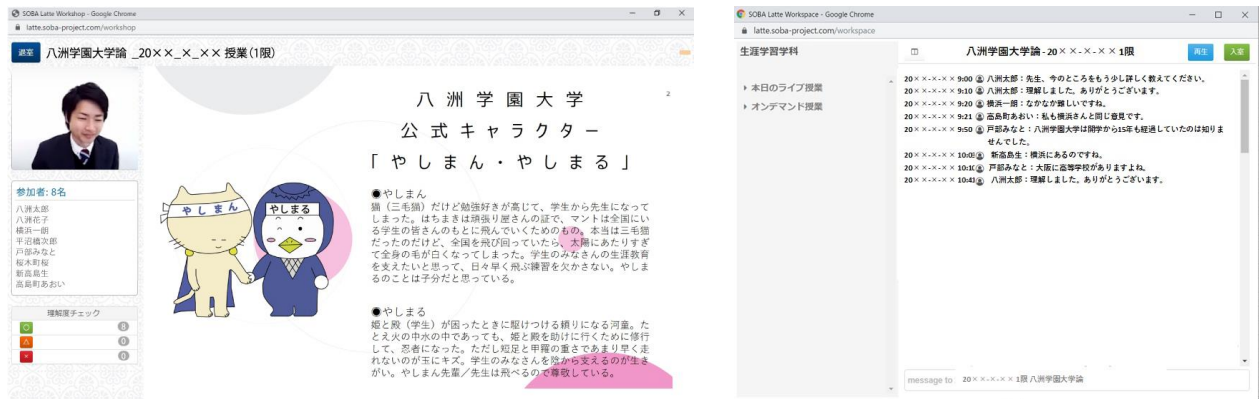 SOBA Latte Workshop - Google Chrome
latte.soba-project.com/workshop
退室 八洲学園大学論 _20××_×_×× 授業(1限)
参加者: 8名
八洲太郎
八洲花子
横浜一朗
平沼橋次郎
戸部みなと
桜木町桜
新高島生
高島町あおい
理解度チェック
○ 8
△ 0
× 0
やしまん
やしまる
2
八洲学園大学
公式キャラクター
「やしまん・やしまる」
●やしまん
猫（三毛猫）だけど勉強好きが高じて、学生から先生になって
しまった。はちまきは頑張り屋さんの証で、マントは全国にい
る学生の皆さんのもとに飛んでいくためのもの。本当は三毛猫
だったのだけど、全国を飛び回っていたら、太陽にあたりすぎ
て全身の毛が白くなってしまった。学生のみなさんの生涯教育
を支えたいと思って、日々早く飛ぶ練習を欠かさない。やしま
るのことは子分だと思っている。
●やしまる
姫と殿（学生）が困ったときに駆けつける頼りになる河童。た
とえ火の中水の中であっても、姫と殿を助けに行くために修行
して、忍者になった。ただし短足と甲羅の重さであまり早く走
れないのが玉にキズ。学生のみなさんを陰から支えるのが生き
がい。やしまん先輩／先生は飛べるので尊敬している。
SOBA Latte Workspace - Google Chrome
latte.soba-project.com/workspace
生涯学習学科
本日のライブ授業
オンデマンド授業
八洲学園大学論-20××-×-×× 1限
再生 入室
20××-×-×× 9:00 八洲太郎：先生、今のところをもう少し詳しく教えてください。
20××-×-×× 9:10 八洲太郎：理解しました。ありがとうございます。
20××-×-×× 9:20 横浜一朗：なかなか難しいですね。
20××-×-×× 9:21 高島町あおい：私も横浜さんと同じ意見です。
20××-×-×× 9:50 戸部みなと：八洲学園大学は開学から15年も経過していたのは知りま
せんでした。
20××-×-×× 新高島生：横浜にあるのですね。
20××-×-×× 戸部みなと：大阪に高等学校がありますよね。
20××-×-×× 八洲太郎：理解しました。ありがとうございます。
message to 20××-×-×× 1限 八洲学園大学論